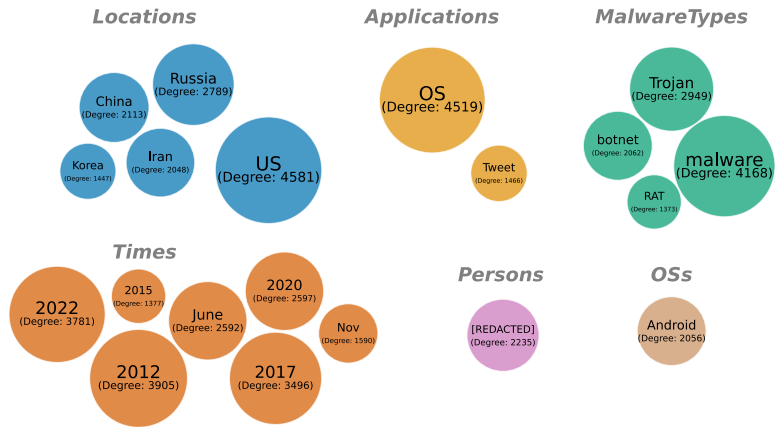 Locations
Russia
(Degree: 2789)
China
(Degree: 2113)
Korea
(Degree: 1447)
Iran
(Degree: 2048)
US
(Degree: 4581)
Applications
OS
(Degree: 4519)
Tweet
(Degree: 1466)
MalwareTypes
Trojan
(Degree: 2949)
botnet
(Degree: 2062)
malware
(Degree: 4168)
RAT
(Degree: 1373)
Times
2022
(Degree: 3781)
2015
(Degree: 1377)
June
(Degree: 2592)
2020
(Degree: 2597)
Nov
(Degree: 1590)
2012
(Degree: 3905)
2017
(Degree: 3496)
Persons
[REDACTED]
(Degree: 2235)
OSs
Android
(Degree: 2056)